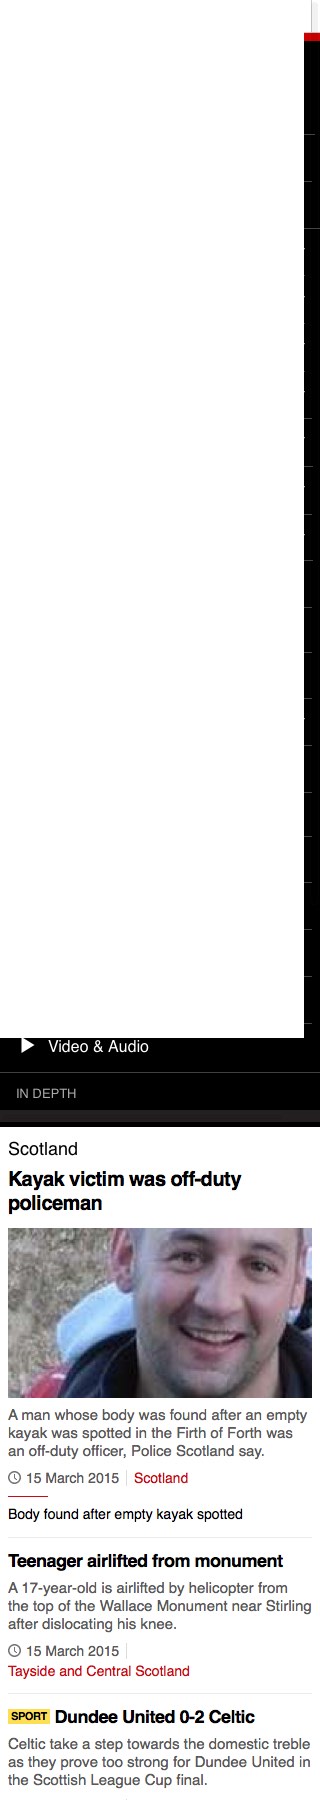 Video & Audio
IN DEPTH
Scotland
Kayak victim was off-duty
policeman
A man whose body was found after an empty
kayak was spotted in the Firth of Forth was
an off-duty officer, Police Scotland say.
15 March 2015 Scotland
Body found after empty kayak spotted
Teenager airlifted from monument
A 17-year-old is airlifted by helicopter from
the top of the Wallace Monument near Stirling
after dislocating his knee.
15 March 2015
Tayside and Central Scotland
SPORT Dundee United 0-2 Celtic
Celtic take a step towards the domestic treble
as they prove too strong for Dundee United in
the Scottish League Cup final.